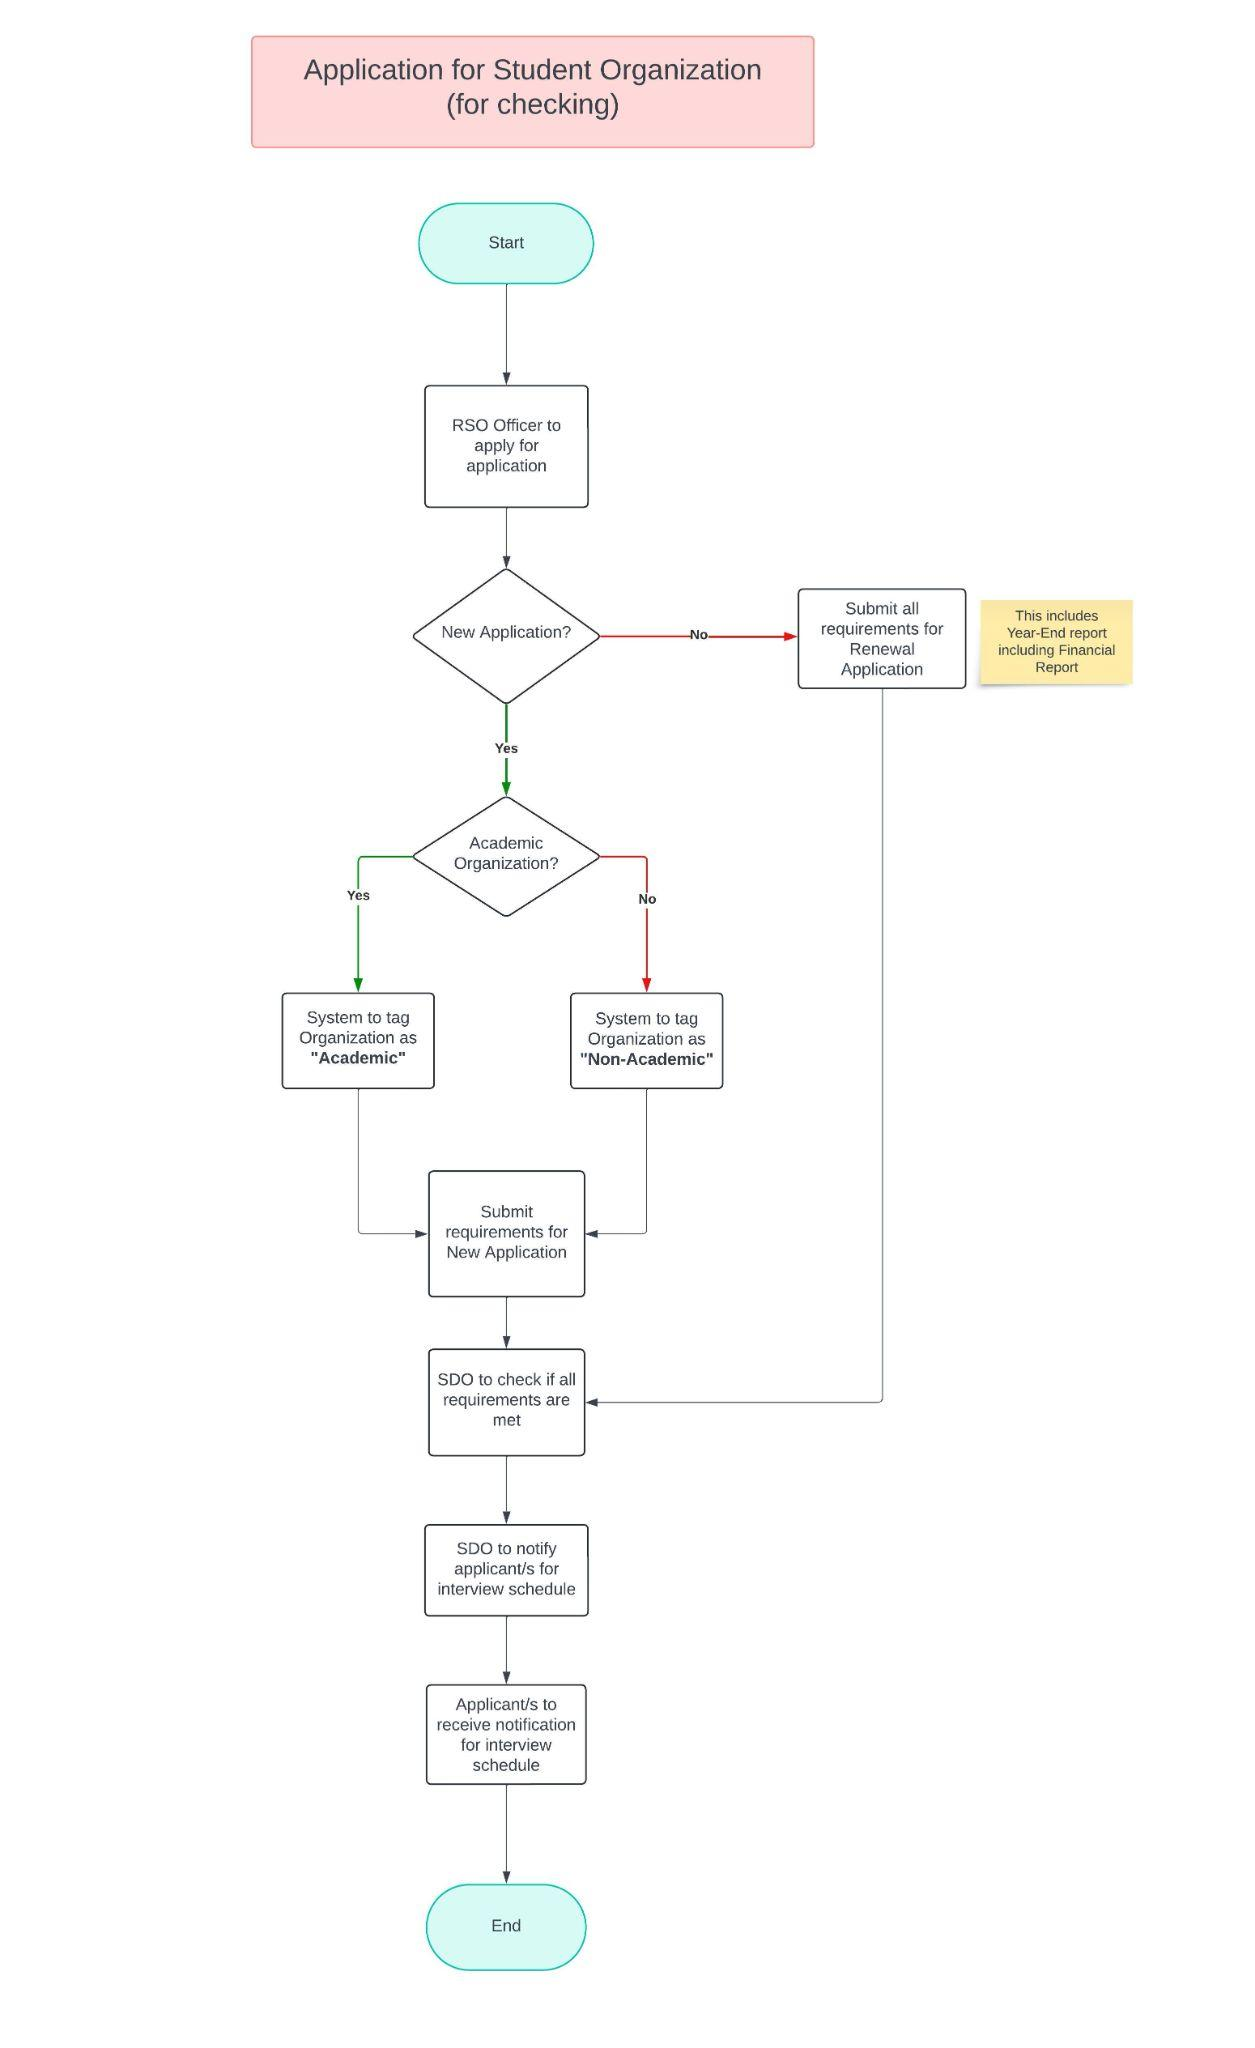 Application for Student Organization
(for checking)
Start
RSO Officer to
apply for
application
New Application?
No
Submit all
requirements for
Renewal
Application
This includes
Year-End report
including Financial
Report
Yes
Academic
Organization?
Yes
No
System to tag
Organization as
"Academic"
System to tag
Organization as
"Non-Academic"
Submit
requirements for
New Application
SDO to check if all
requirements are
met
SDO to notify
applicant/s for
interview schedule
Applicant/s to
receive notification
for interview
schedule
End